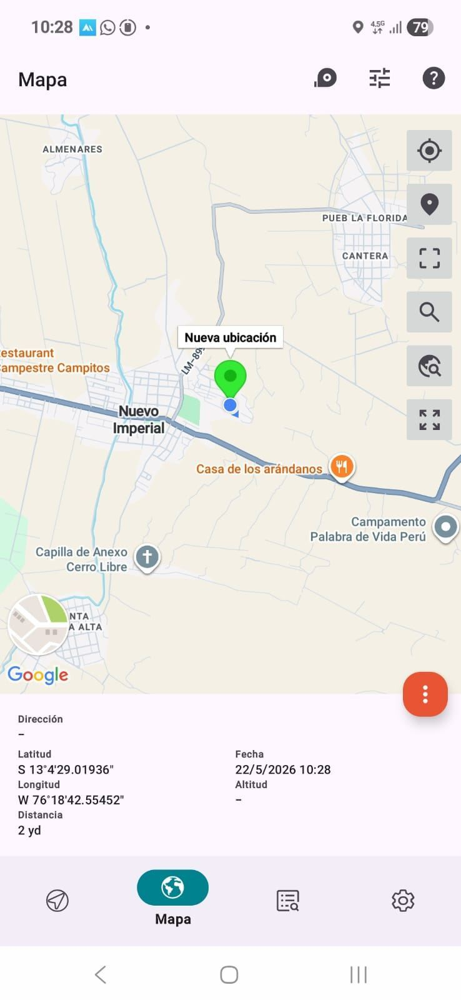 10:28
4.5G
79
Mapa
ALMENARES
PUEB LA FLORIDA
CANTERA
Nueva ubicación
estaurant
ampestre Campitos
Nuevo
Imperial
Casa de los arándanos
Campamento
Palabra de Vida Perú
Capilla de Anexo
Cerro Libre
NTA
A ALTA
Google
Dirección
–
Latitud
S 13°4'29.01936"
Fecha
22/5/2026 10:28
Longitud
W 76°18'42.55452"
Altitud
–
Distancia
2 yd
Mapa